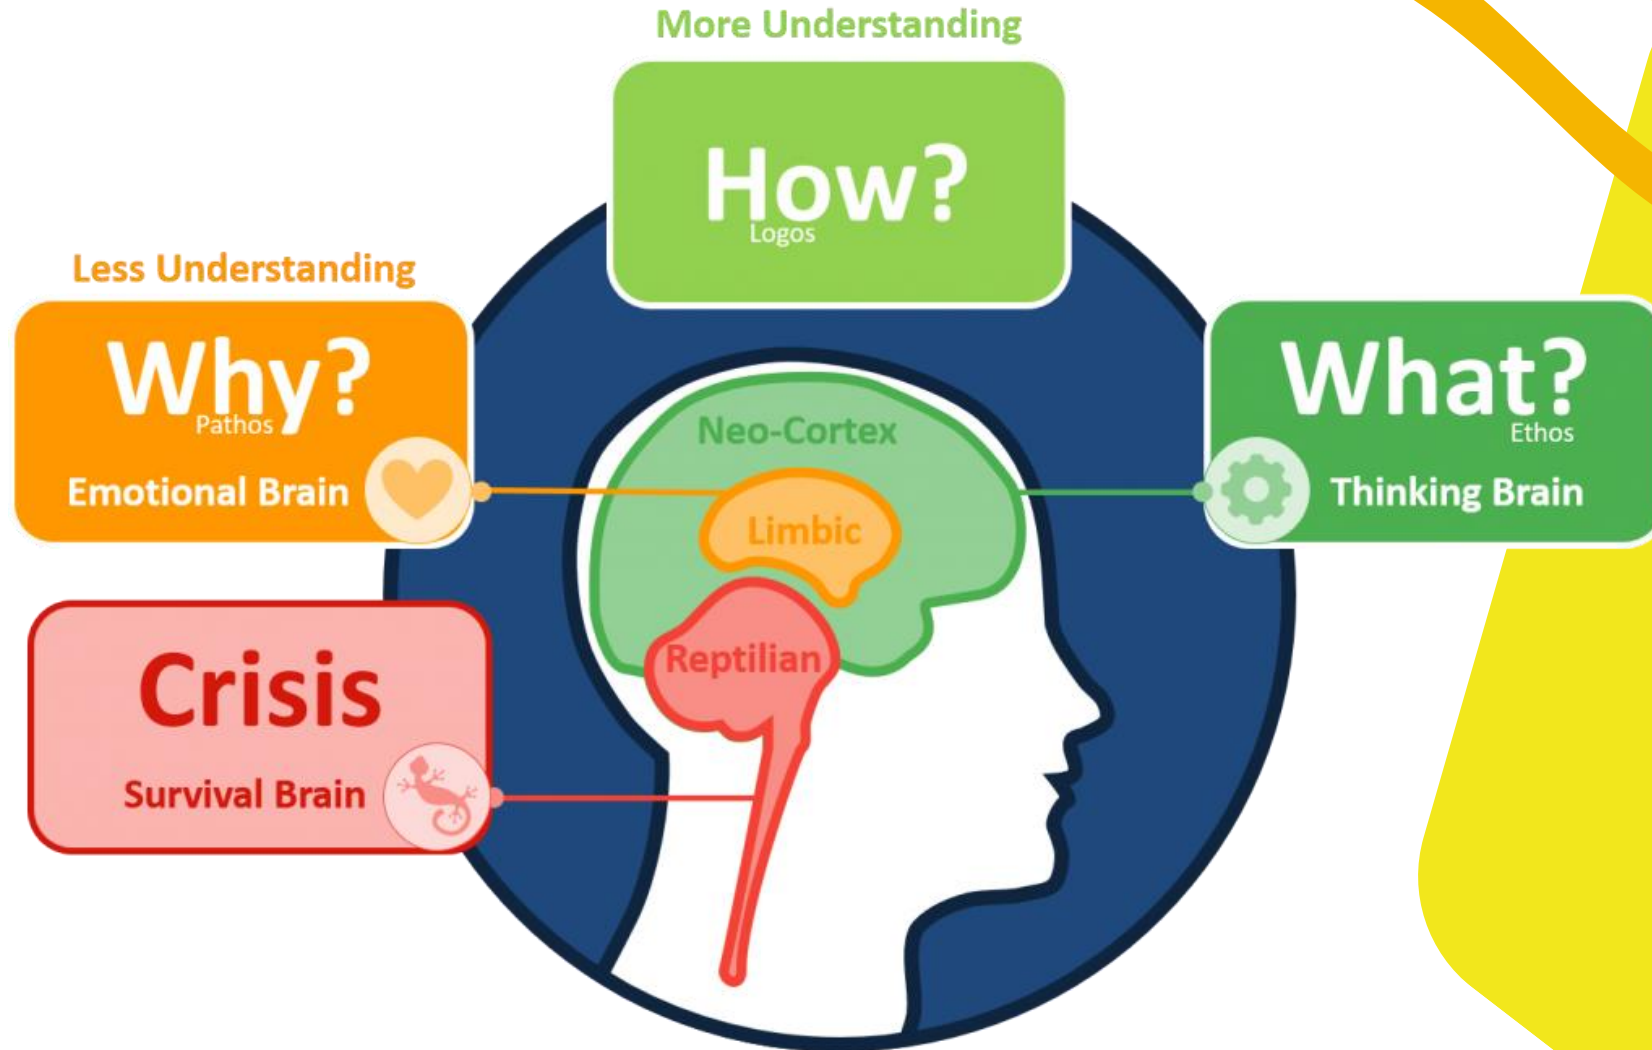 More Understanding
How?
Logos
Less Understanding
Why?
Pathos
Emotional Brain
What?
Ethos
Thinking Brain
Neo-Cortex
Limbic
Reptilian
Crisis
Survival Brain